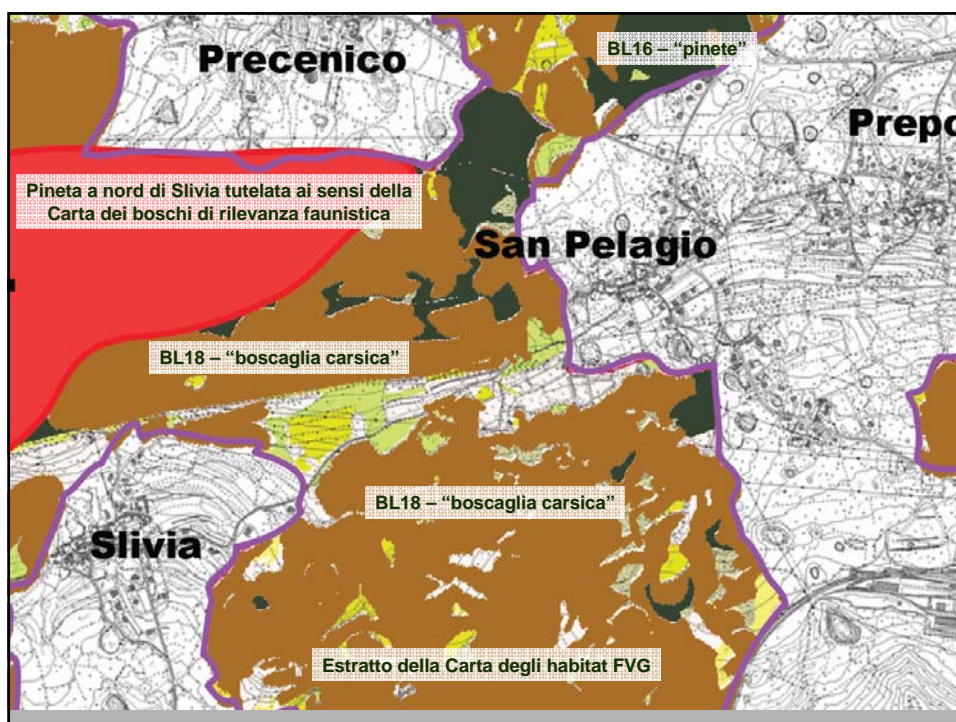 Precenico
BL16 – “pinete”
Prepo
Pineta a nord di Slivia tutelata ai sensi della
Carta dei boschi di rilevanza faunistica
San Pelagio
BL18 – “boscaglia carsica”
BL18 – “boscaglia carsica”
Slivia
Estratto della Carta degli habitat FVG